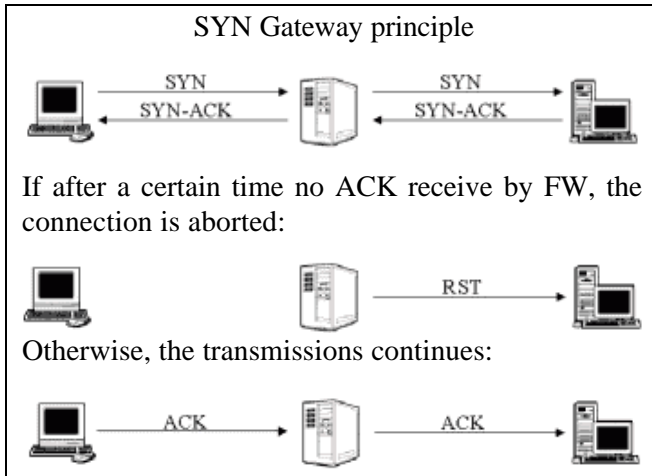 SYN Gateway principle
SYN SYN
SYN-ACK SYN-ACK
If after a certain time no ACK receive by FW, the
connection is aborted:
RST
Otherwise, the transmissions continues:
ACK ACK